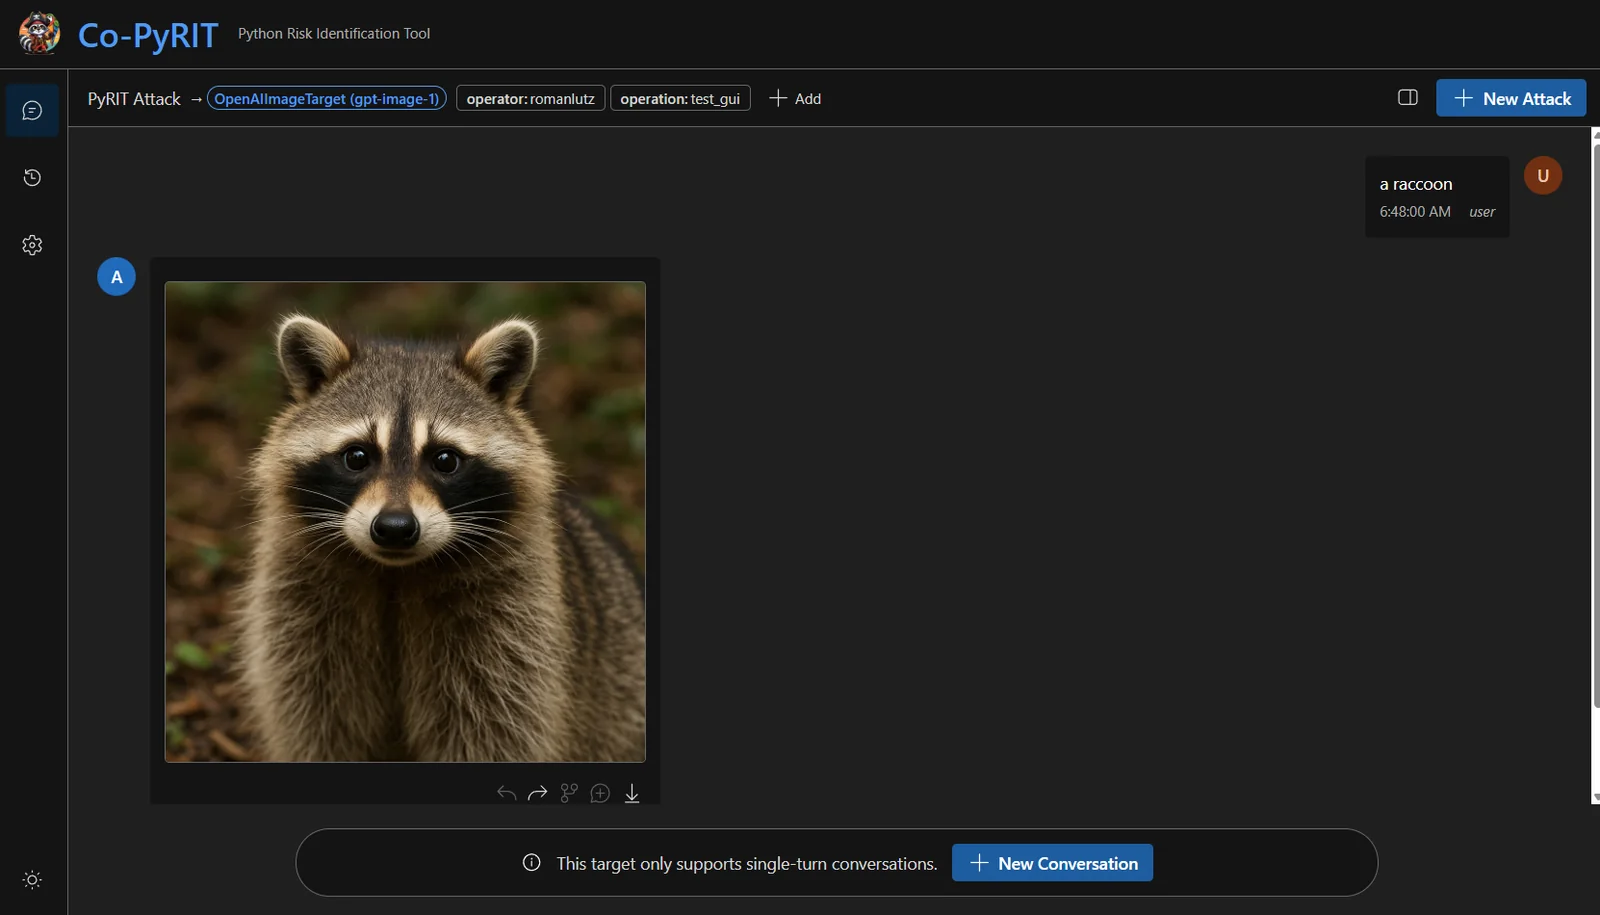 Co-PyRIT Python Risk Identification Tool
PyRIT Attack → OpenAIImageTarget (gpt-image-1) operator: romanlutz operation: test_gui + Add + New Attack
a raccoon
6:48:00 AM user
U
A
This target only supports single-turn conversations. + New Conversation